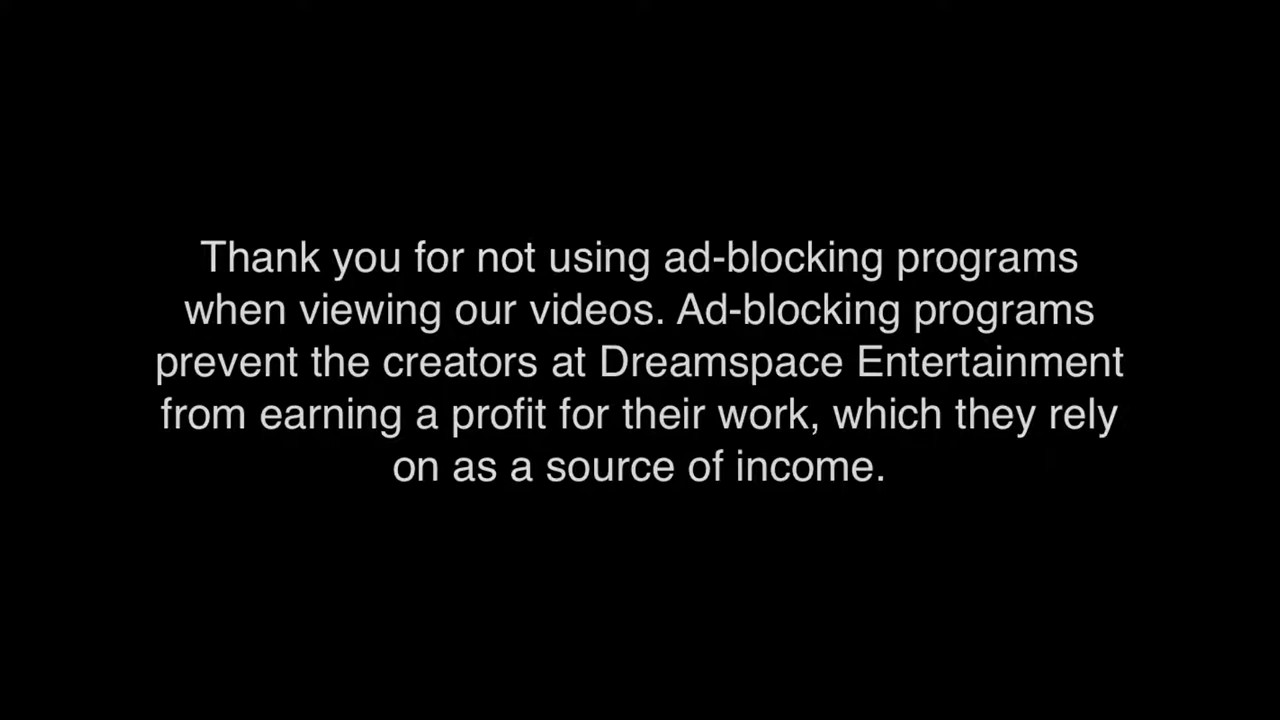 Thank you for not using ad-blocking programs
when viewing our videos. Ad-blocking programs
prevent the creators at Dreamspace Entertainment
from earning a profit for their work, which they rely
on as a source of income.